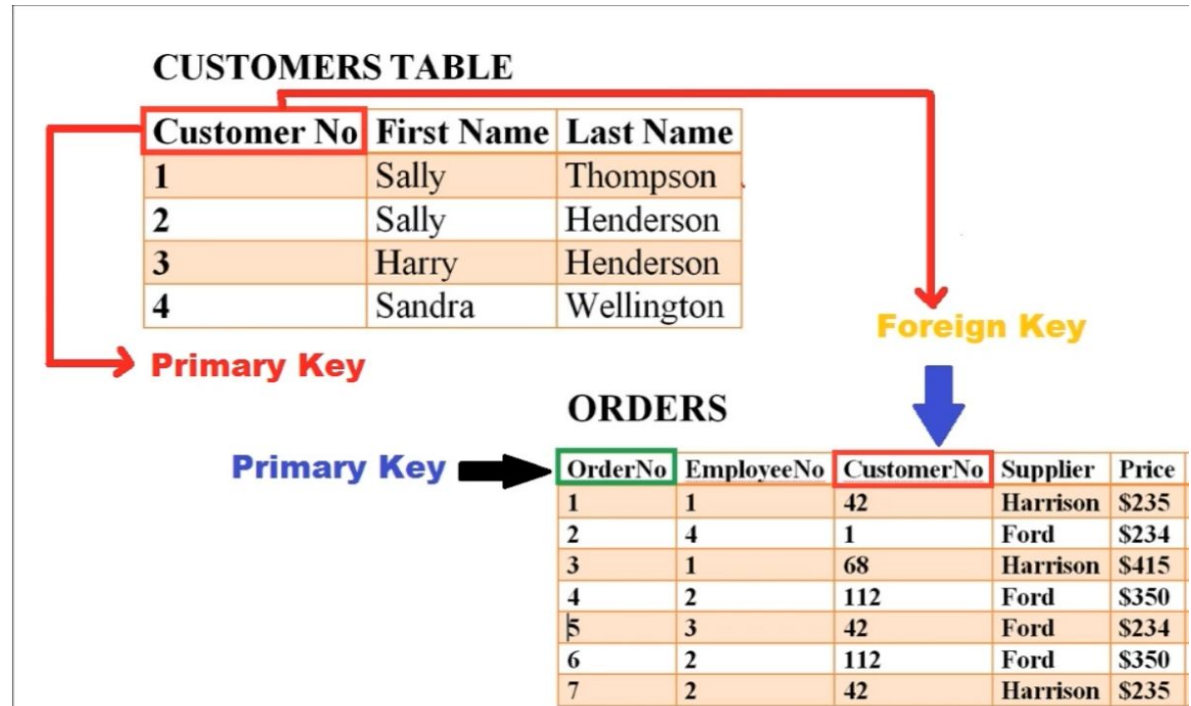 CUSTOMERS TABLE
Customer No First Name Last Name
1 Sally Thompson
2 Sally Henderson
3 Harry Henderson
4 Sandra Wellington
Foreign Key
Primary Key
ORDERS
Primary Key
OrderNo EmployeeNo CustomerNo Supplier Price
1 1 42 Harrison $235
2 4 1 Ford $234
3 1 68 Harrison $415
4 2 112 Ford $350
5 3 42 Ford $234
6 2 112 Ford $350
7 2 42 Harrison $235